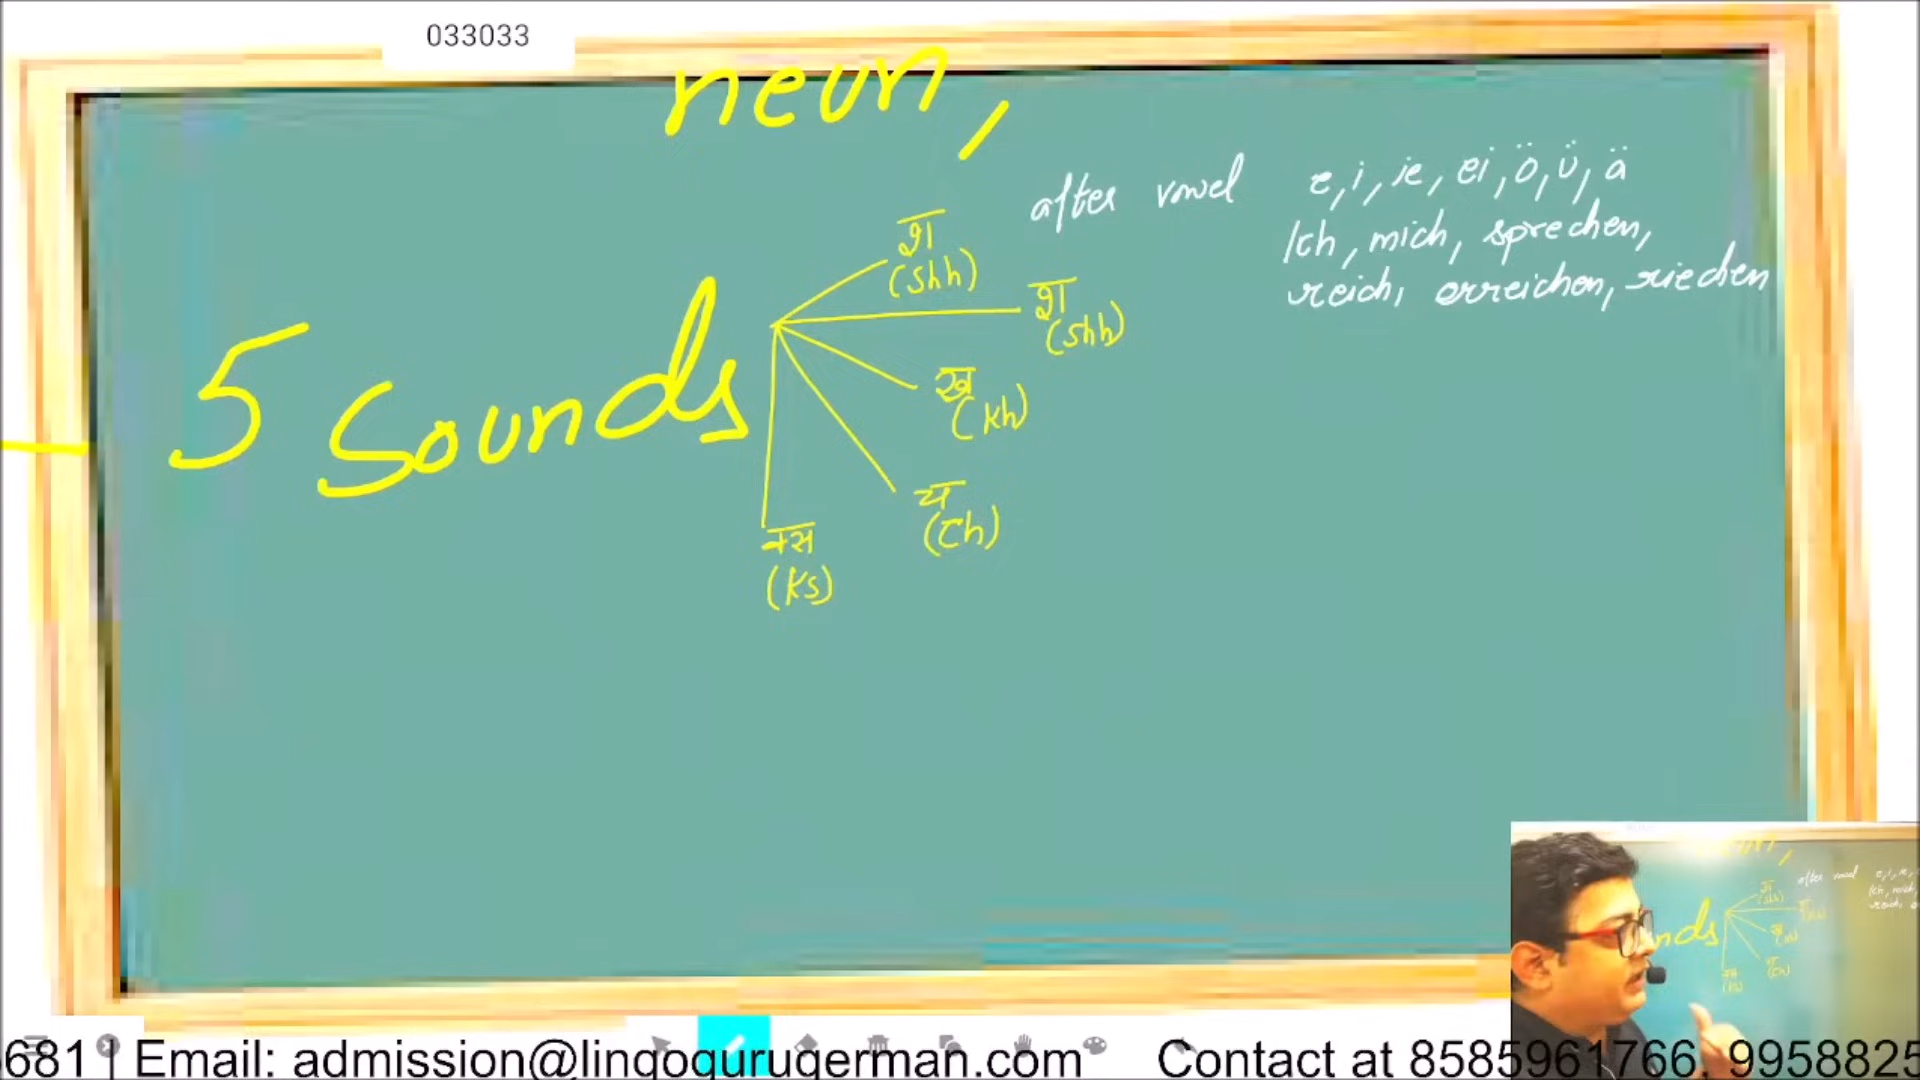 033033
neun,
after vowel e, i, ie, ei, ö, ü, ä
Ich, mich, sprechen,
reich, erreichen, riechen
श
(shh)
श
(shh)
5 Sounds
ख
(kh)
च
(Ch)
क्स
(ks)
681 | Email: admission@lingogurugerman.com Contact at 8585961766, 9958825